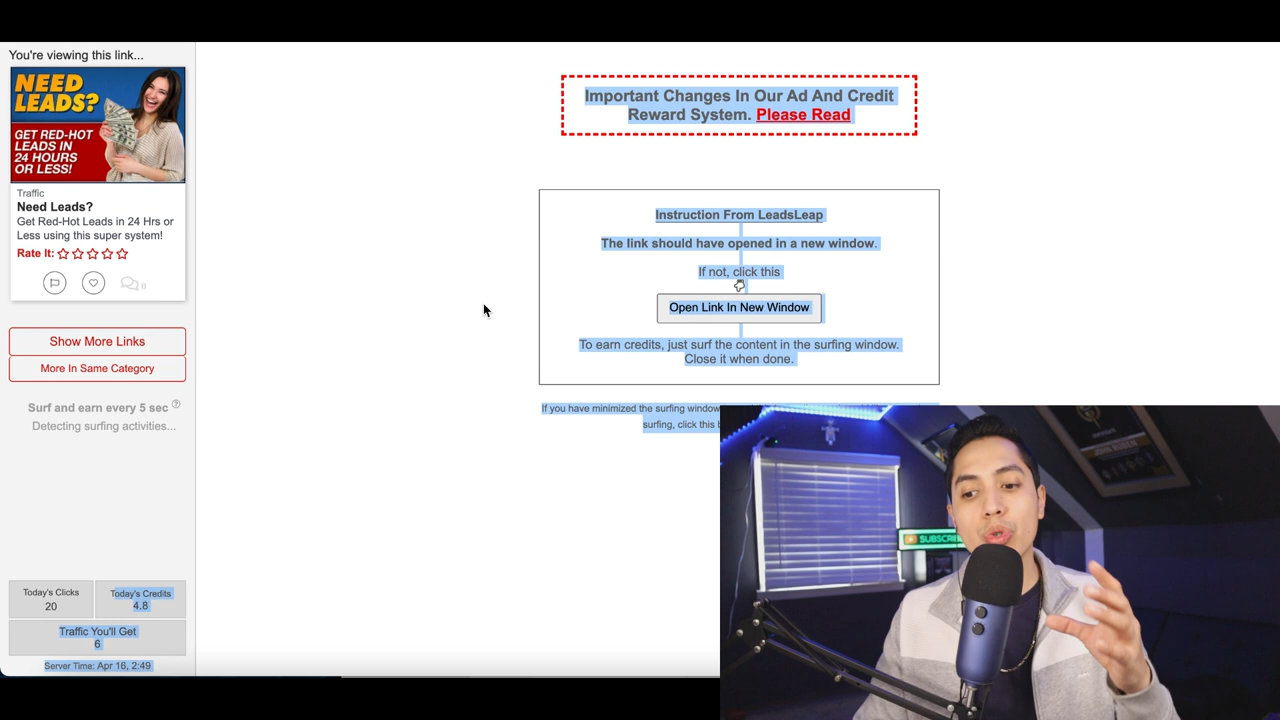 You're viewing this link...
NEED
LEADS?
GET RED-HOT
LEADS IN
24 HOURS
OR LESS!
Traffic
Need Leads?
Get Red-Hot Leads in 24 Hrs or
Less using this super system!
Rate It:
0
Show More Links
More In Same Category
Surf and earn every 5 sec ?
Detecting surfing activities...
Today's Clicks
20
Today's Credits
4.8
Traffic You'll Get
6
Server Time: Apr 16, 2:49
Important Changes In Our Ad And Credit
Reward System. Please Read
Instruction From LeadsLeap
The link should have opened in a new window.
If not, click this
Open Link In New Window
To earn credits, just surf the content in the surfing window.
Close it when done.
If you have minimized the surfing window
surfing, click this b
SUBSCRIBE